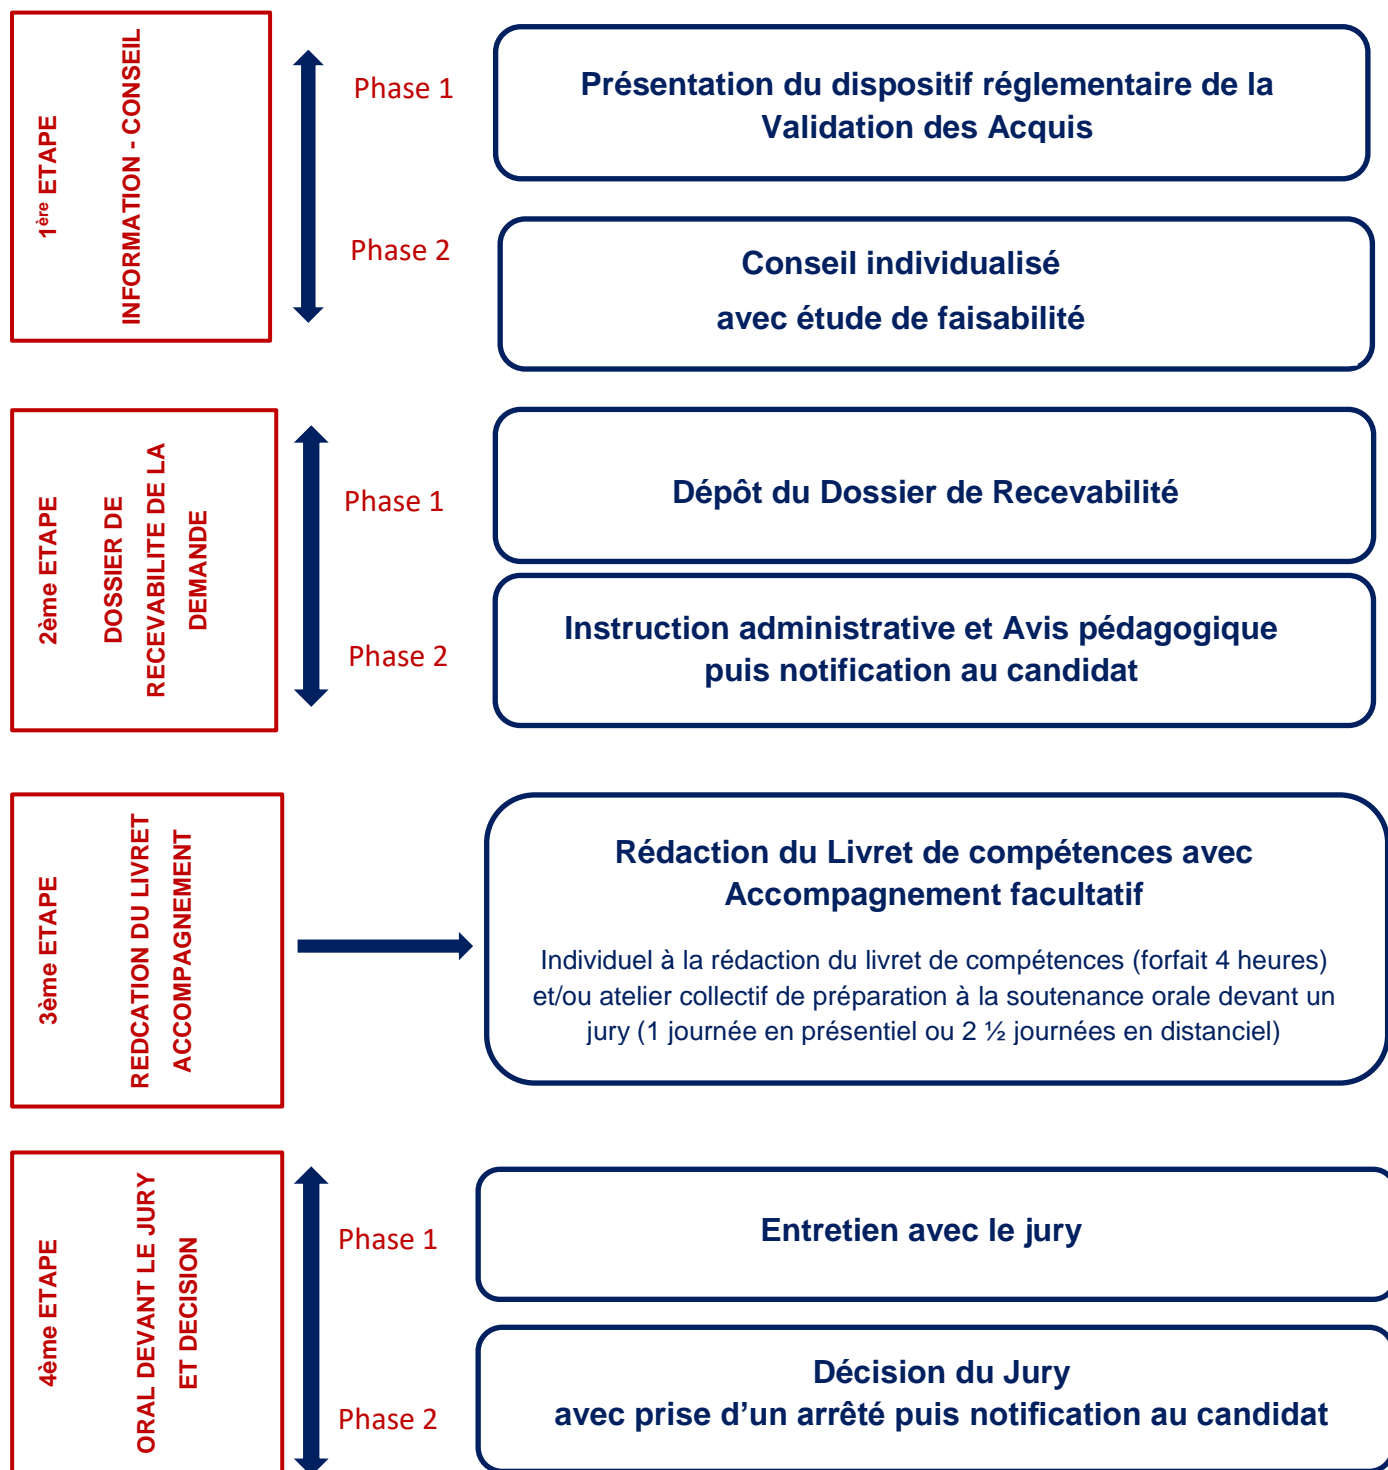 1ère ETAPE
INFORMATION - CONSEIL
Phase 1
Présentation du dispositif réglementaire de la
Validation des Acquis
Phase 2
Conseil individualisé
avec étude de faisabilité
2ème ETAPE
DOSSIER DE
RECEVABILITE DE LA
DEMANDE
Phase 1
Dépôt du Dossier de Recevabilité
Phase 2
Instruction administrative et Avis pédagogique
puis notification au candidat
3ème ETAPE
REDCATION DU LIVRET
ACCOMPAGNEMENT
Rédaction du Livret de compétences avec
Accompagnement facultatif
Individuel à la rédaction du livret de compétences (forfait 4 heures)
et/ou atelier collectif de préparation à la soutenance orale devant un
jury (1 journée en présentiel ou 2 ½ journées en distanciel)
4ème ETAPE
ORAL DEVANT LE JURY
ET DECISION
Phase 1
Entretien avec le jury
Phase 2
Décision du Jury
avec prise d’un arrêté puis notification au candidat